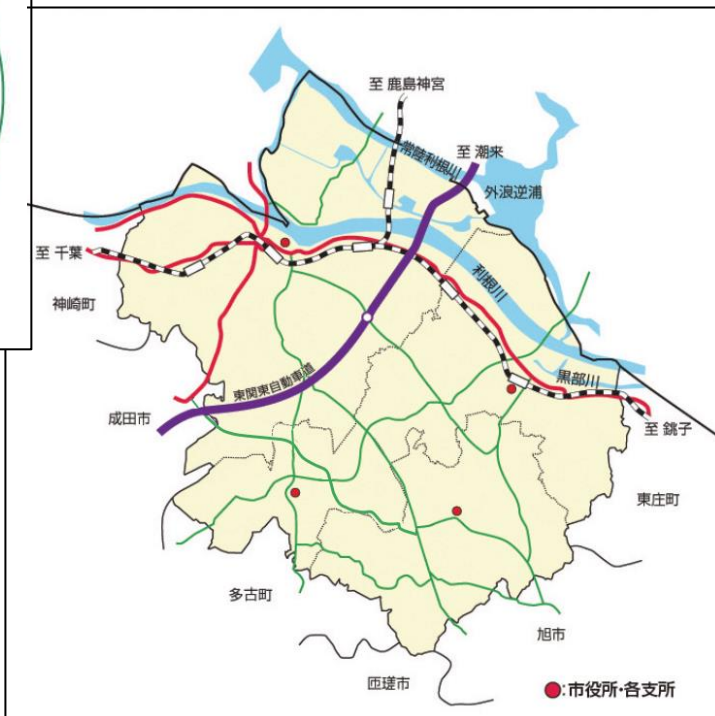 至 鹿島神宮
常陸利根川
至 潮来
外浪逆浦
至 千葉
利根川
神崎町
黒部川
東関東自動車道
成田市
至 銚子
東庄町
多古町
旭市
匝瑳市
●:市役所・各支所